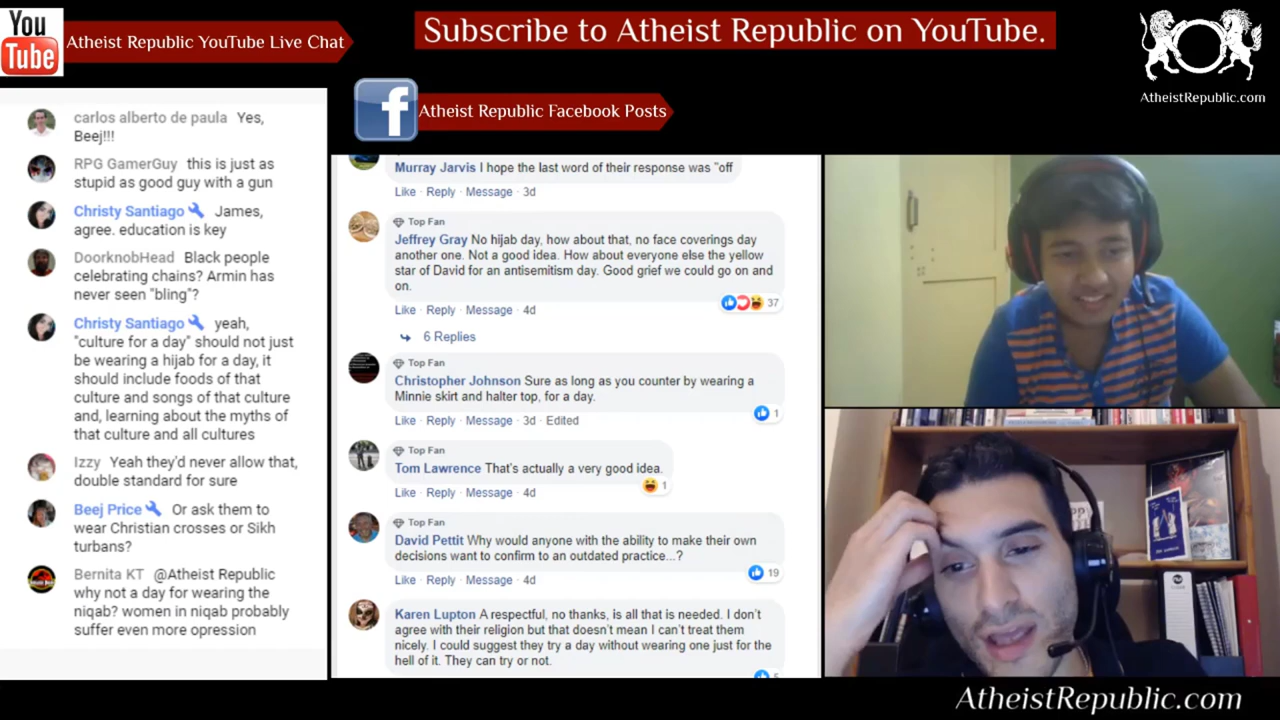 You
Tube
Atheist Republic YouTube Live Chat
Subscribe to Atheist Republic on YouTube.
AtheistRepublic.com
f
Atheist Republic Facebook Posts
carlos alberto de paula Yes,
Beej!!!
RPG GamerGuy this is just as
stupid as good guy with a gun
Christy Santiago James,
agree. education is key
DoorknobHead Black people
celebrating chains? Armin has
never seen "bling"?
Christy Santiago yeah,
"culture for a day" should not just
be wearing a hijab for a day, it
should include foods of that
culture and songs of that culture
and, learning about the myths of
that culture and all cultures
Izzy Yeah they'd never allow that,
double standard for sure
Beej Price Or ask them to
wear Christian crosses or Sikh
turbans?
Bernita KT @Atheist Republic
why not a day for wearing the
niqab? women in niqab probably
suffer even more opression
Murray Jarvis I hope the last word of their response was "off
Like · Reply · Message · 3d
Top Fan
Jeffrey Gray No hijab day, how about that, no face coverings day
another one. Not a good idea. How about everyone else the yellow
star of David for an antisemitism day. Good grief we could go on and
on.
37
Like · Reply · Message · 4d
6 Replies
Top Fan
Christopher Johnson Sure as long as you counter by wearing a
Minnie skirt and halter top, for a day.
1
Like · Reply · Message · 3d · Edited
Top Fan
Tom Lawrence That's actually a very good idea.
1
Like · Reply · Message · 4d
Top Fan
David Pettit Why would anyone with the ability to make their own
decisions want to confirm to an outdated practice...?
19
Like · Reply · Message · 4d
Karen Lupton A respectful, no thanks, is all that is needed. I don't
agree with their religion but that doesn't mean I can't treat them
nicely. I could suggest they try a day without wearing one just for the
hell of it. They can try or not.
AtheistRepublic.com